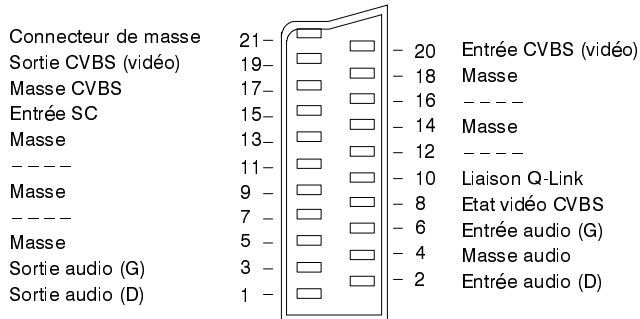 Connecteur de masse 21 –
Sortie CVBS (vidéo) 19 –
Masse CVBS 17 –
Entrée SC 15 –
Masse 13 –
– – – – 11 –
Masse 9 –
– – – – 7 –
Masse 5 –
Sortie audio (G) 3 –
Sortie audio (D) 1 –
– 20 Entrée CVBS (vidéo)
– 18 Masse
– 16 – – – –
– 14 Masse
– 12 – – – –
– 10 Liaison Q-Link
– 8 Etat vidéo CVBS
– 6 Entrée audio (G)
– 4 Masse audio
– 2 Entrée audio (D)